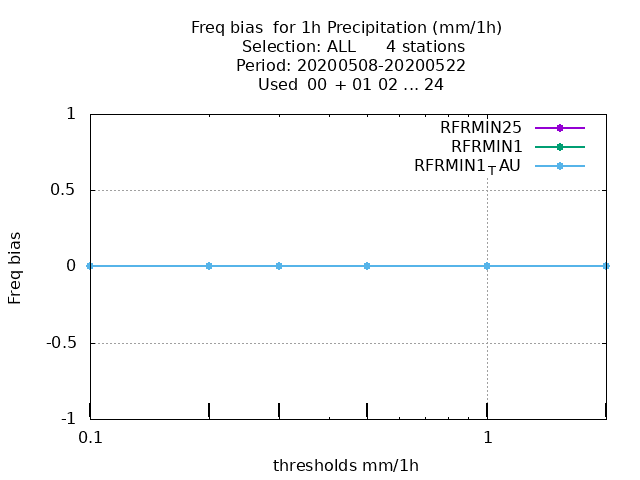 Freq bias  for 1h Precipitation (mm/1h)
Selection: ALL      4 stations
Period: 20200508-20200522
Used  00  + 01 02 ... 24
RFRMIN25
RFRMIN1
RFRMIN1TAU
1
0.5
0
-0.5
-1
Freq bias
0.1
1
thresholds mm/1h